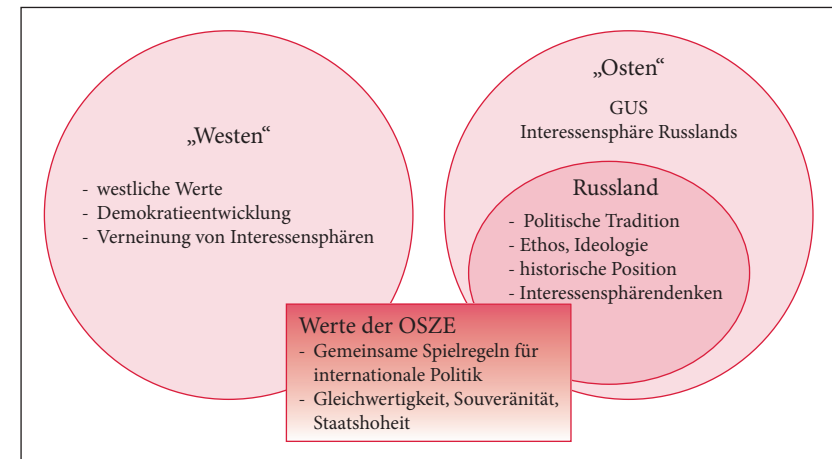 „Westen“
- westliche Werte
- Demokratieentwicklung
- Verneinung von Interessensphären
„Osten“
GUS
Interessensphäre Russlands
Russland
- Politische Tradition
- Ethos, Ideologie
- historische Position
- Interessensphärendenken
Werte der OSZE
- Gemeinsame Spielregeln für
internationale Politik
- Gleichwertigkeit, Souveränität,
Staatshoheit